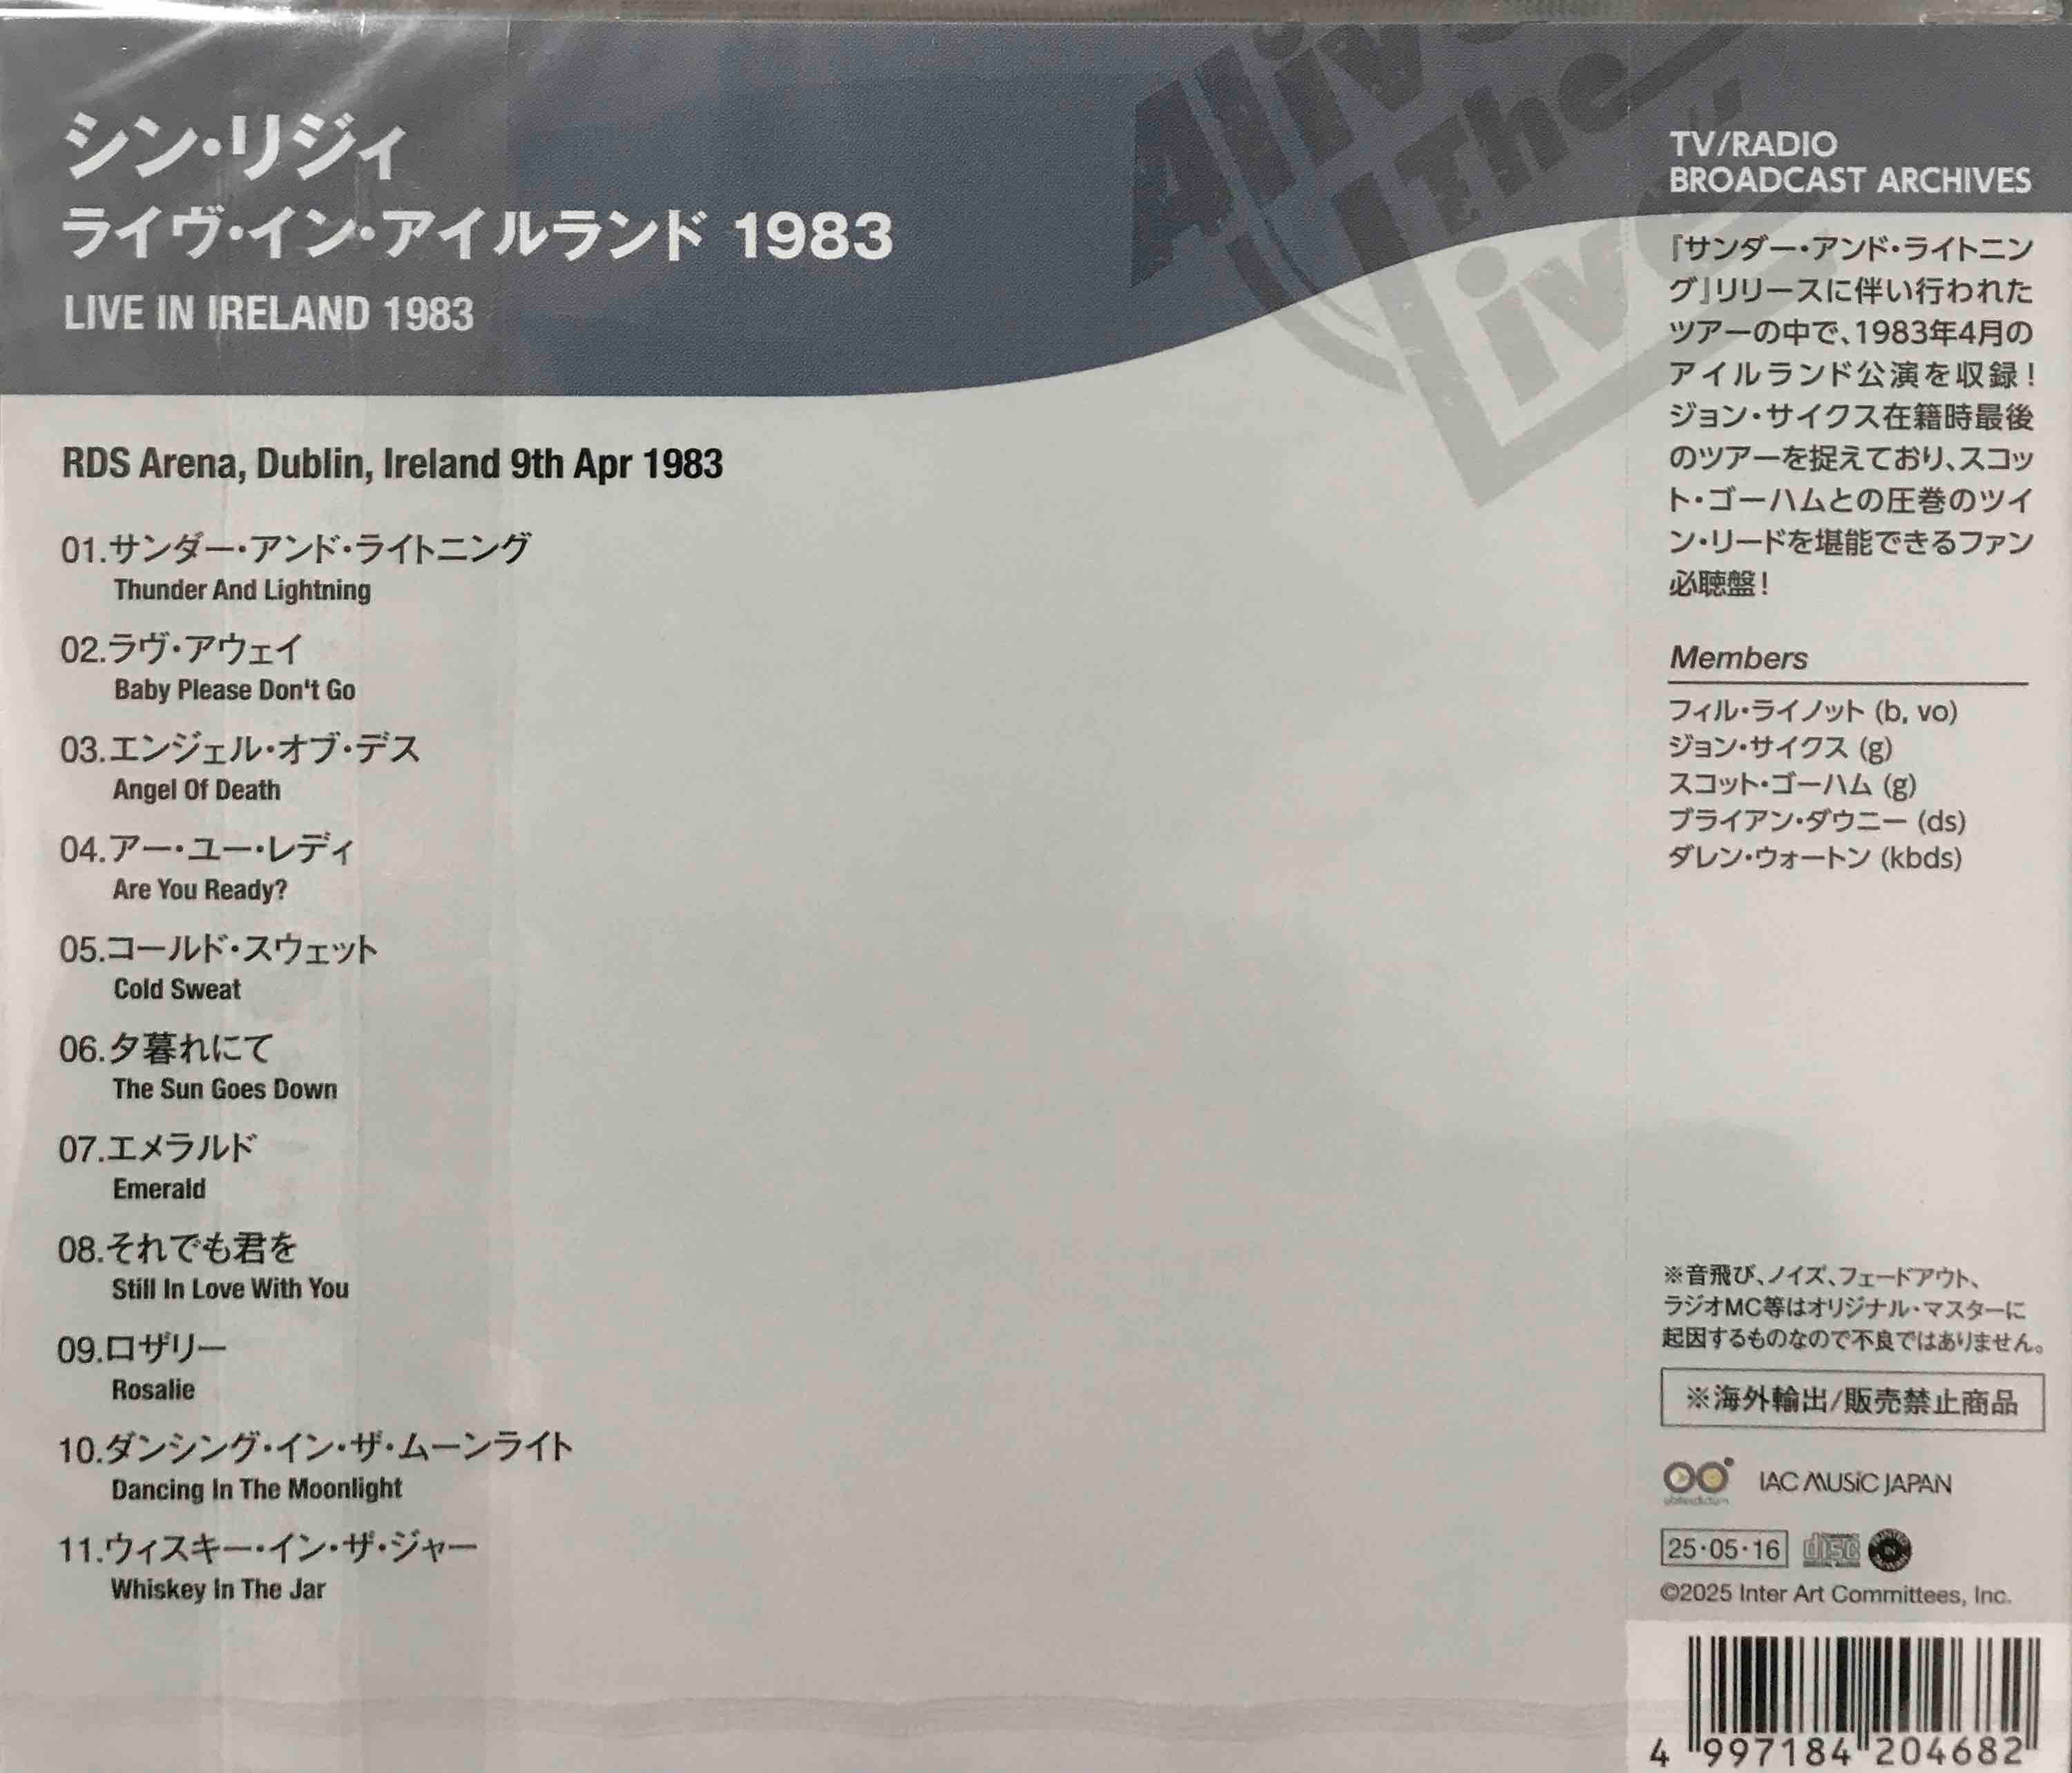 シン・リジィ
ライヴ・イン・アイルランド 1983
LIVE IN IRELAND 1983
Alive
The
Live
TV/RADIO
BROADCAST ARCHIVES
『サンダー・アンド・ライトニン
グ』リリースに伴い行われた
ツアーの中で、1983年4月の
アイルランド公演を収録!
ジョン・サイクス在籍時最後
のツアーを捉えており、スコッ
ト・ゴーハムとの圧巻のツイ
ン・リードを堪能できるファン
必聴盤!
Members
フィル・ライノット (b, vo)
ジョン・サイクス (g)
スコット・ゴーハム (g)
ブライアン・ダウニー (ds)
ダレン・ウォートン (kbds)
RDS Arena, Dublin, Ireland 9th Apr 1983
01.サンダー・アンド・ライトニング
Thunder And Lightning
02.ラヴ・アウェイ
Baby Please Don't Go
03.エンジェル・オブ・デス
Angel Of Death
04.アー・ユー・レディ
Are You Ready?
05.コールド・スウェット
Cold Sweat
06.夕暮れにて
The Sun Goes Down
07.エメラルド
Emerald
08.それでも君を
Still In Love With You
09.ロザリー
Rosalie
10.ダンシング・イン・ザ・ムーンライト
Dancing In The Moonlight
11.ウィスキー・イン・ザ・ジャー
Whiskey In The Jar
※音飛び、ノイズ、フェードアウト、
ラジオMC等はオリジナル・マスターに
起因するものなので不良ではありません。
※海外輸出/販売禁止商品
IAC MUSIC JAPAN
25・05・16
disc
©2025 Inter Art Committees, Inc.
4 997184 204682